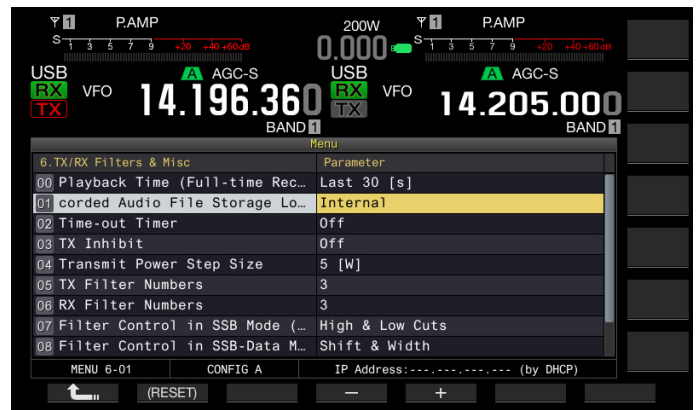 1 P.AMP 200W 1 P.AMP
S 1 3 5 7 9 +20 +40 +60dB 0.000 S 1 3 5 7 9 +20 +40 +60dB
USB A AGC-S USB A AGC-S
RX VFO 14.196.360 RX VFO 14.205.000
TX TX
BAND 1 BAND 1
Menu
6.TX/RX Filters & Misc Parameter
00 Playback Time (Full-time Rec… Last 30 [s]
01 corded Audio File Storage Lo… Internal
02 Time-out Timer Off
03 TX Inhibit Off
04 Transmit Power Step Size 5 [W]
05 TX Filter Numbers 3
06 RX Filter Numbers 3
07 Filter Control in SSB Mode (… High & Low Cuts
08 Filter Control in SSB-Data M… Shift & Width
MENU 6-01 CONFIG A IP Address:---.---.---.--- (by DHCP)
(RESET) − +